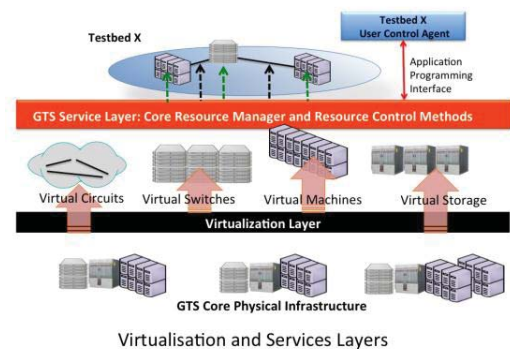 Testbed X
Testbed X
User Control Agent
Application
Programming
Interface
GTS Service Layer: Core Resource Manager and Resource Control Methods
Virtual Circuits
Virtual Switches
Virtual Machines
Virtual Storage
Virtualization Layer
GTS Core Physical Infrastructure
Virtualisation and Services Layers